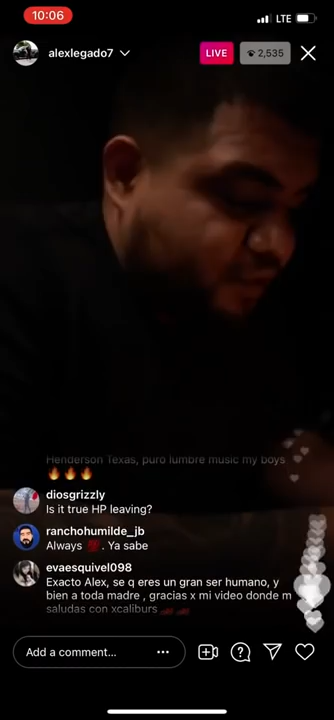 10:06
LTE
alexlegado7
LIVE
2,535
Henderson Texas, puro lumbre music my boys
🔥🔥🔥
diosgrizzly
Is it true HP leaving?
ranchohumilde_jb
Always 💯. Ya sabe
evaesquivel098
Exacto Alex, se q eres un gran ser humano, y
bien a toda madre , gracias x mi video donde m
saludas con xcaliburs
Add a comment...